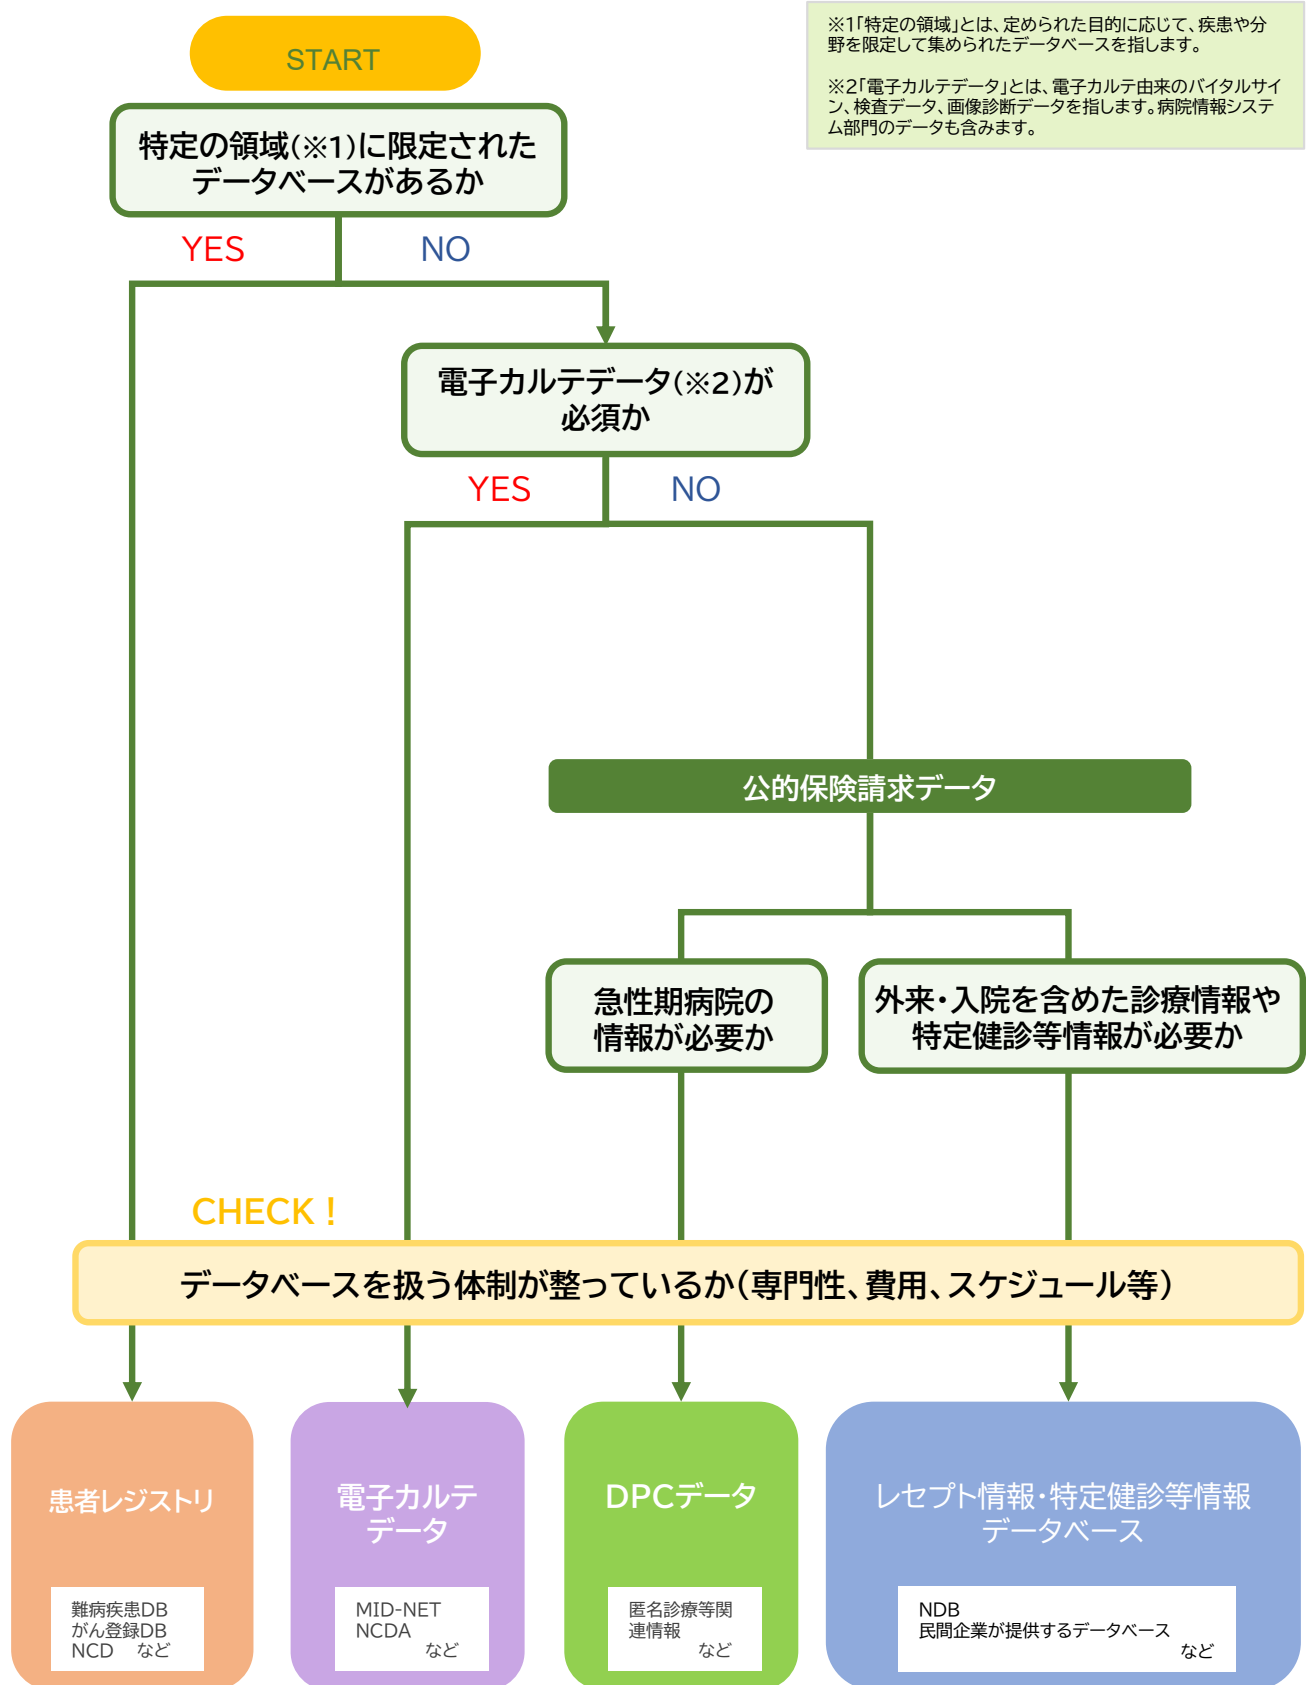 START
※1「特定の領域」とは、定められた目的に応じて、疾患や分
野を限定して集められたデータベースを指します。
※2「電子カルテデータ」とは、電子カルテ由来のバイタルサイ
ン、検査データ、画像診断データを指します。病院情報システ
ム部門のデータも含みます。
特定の領域(※1)に限定された
データベースがあるか
YES
NO
電子カルテデータ(※2)が
必須か
YES
NO
公的保険請求データ
急性期病院の
情報が必要か
外来・入院を含めた診療情報や
特定健診等情報が必要か
CHECK！
データベースを扱う体制が整っているか(専門性、費用、スケジュール等)
患者レジストリ
難病疾患DB
がん登録DB
NCD など
電子カルテ
データ
MID-NET
NCDA
など
DPCデータ
匿名診療等関
連情報
など
レセプト情報・特定健診等情報
データベース
NDB
民間企業が提供するデータベース
など